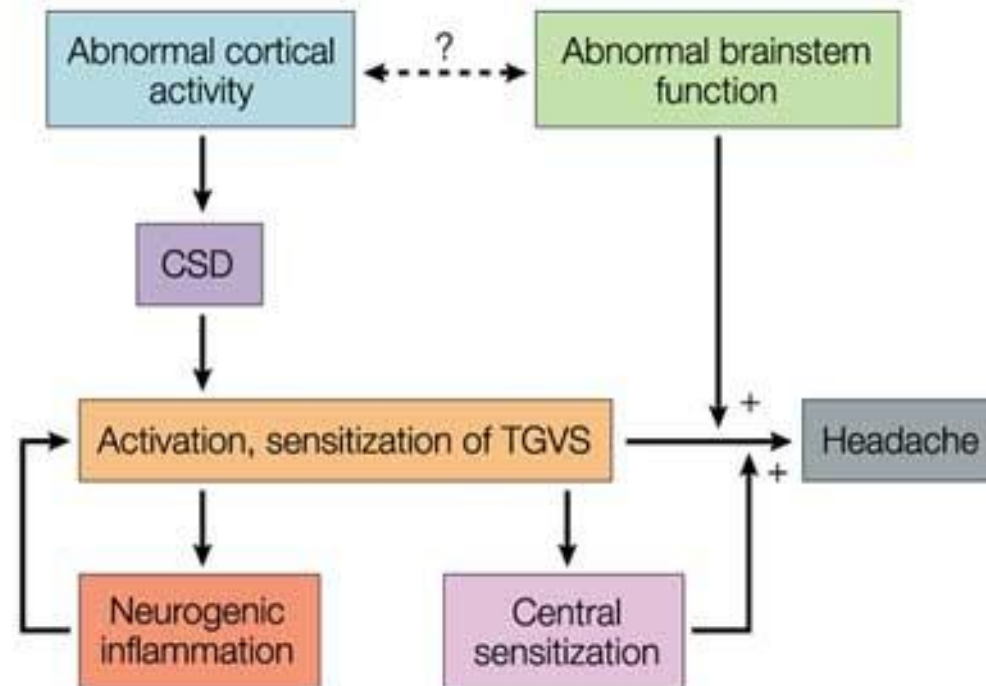 Abnormal cortical
activity
?
Abnormal brainstem
function
CSD
Activation, sensitization of TGVS
+
+
Headache
Neurogenic
inflammation
Central
sensitization